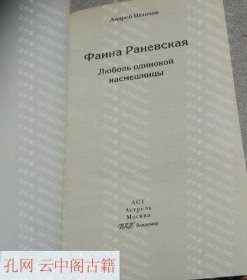 Андрей Шляхов
Фаина Раневская
Любовь одинокой
насмешницы
АСТ
Астрель
Москва
Владимир
孔网 云中阁古籍